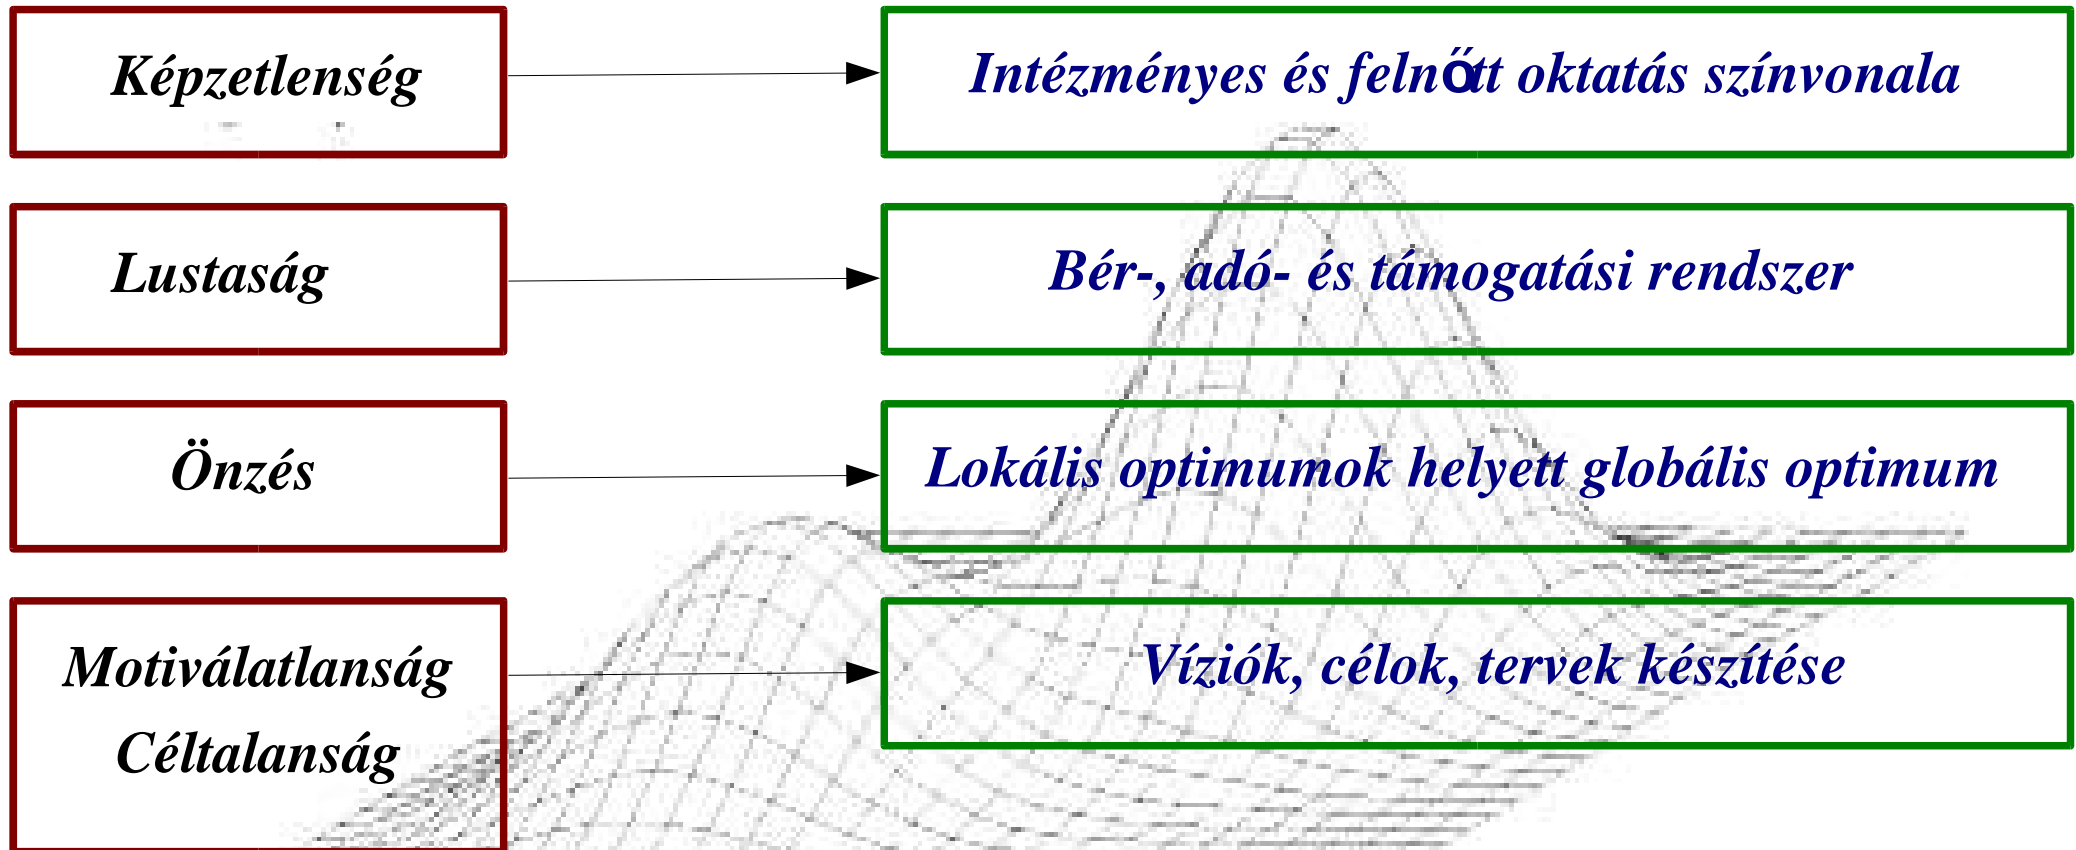 Képzetlenség
Intézményes és felnőtt oktatás színvonala
Lustaság
Bér-, adó- és támogatási rendszer
Önzés
Lokális optimumok helyett globális optimum
Motiválatlanság
Céltalanság
Víziók, célok, tervek készítése